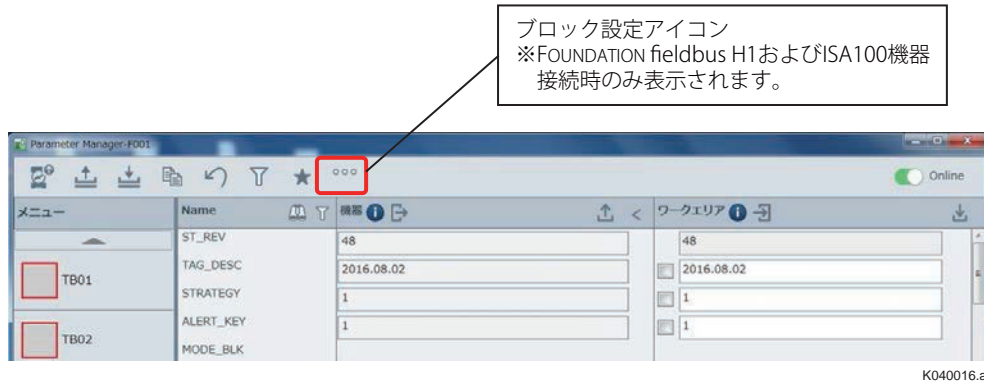 ブロック設定アイコン
※FOUNDATION fieldbus H1およびISA100機器
接続時のみ表示されます。
Parameter Manager-F001
Online
メニュー
Name
機器
ワークエリア
ST_REV
48
48
TAG_DESC
2016.08.02
2016.08.02
TB01
STRATEGY
1
1
ALERT_KEY
1
1
TB02
MODE_BLK
K040016.a